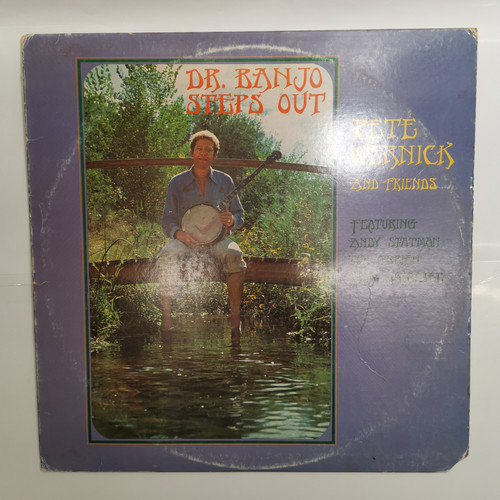 DR. BANJO
STEPS OUT
PETE
WERNICK
AND FRIENDS
FEATURING
ANDY STATMAN